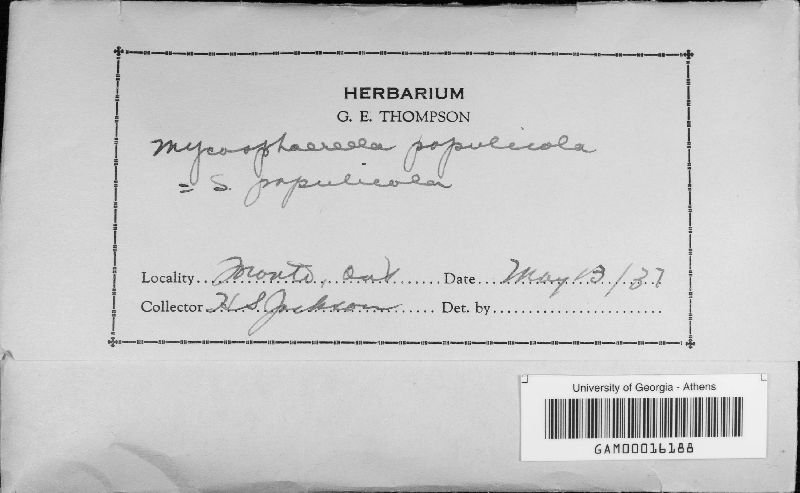 HERBARIUM
G. E. THOMPSON
Mycosphaerella populicola
= S. populicola
Locality Toronto, Ont Date May 13/37
Collector H S Jackson Det. by
University of Georgia - Athens
GAM00016188